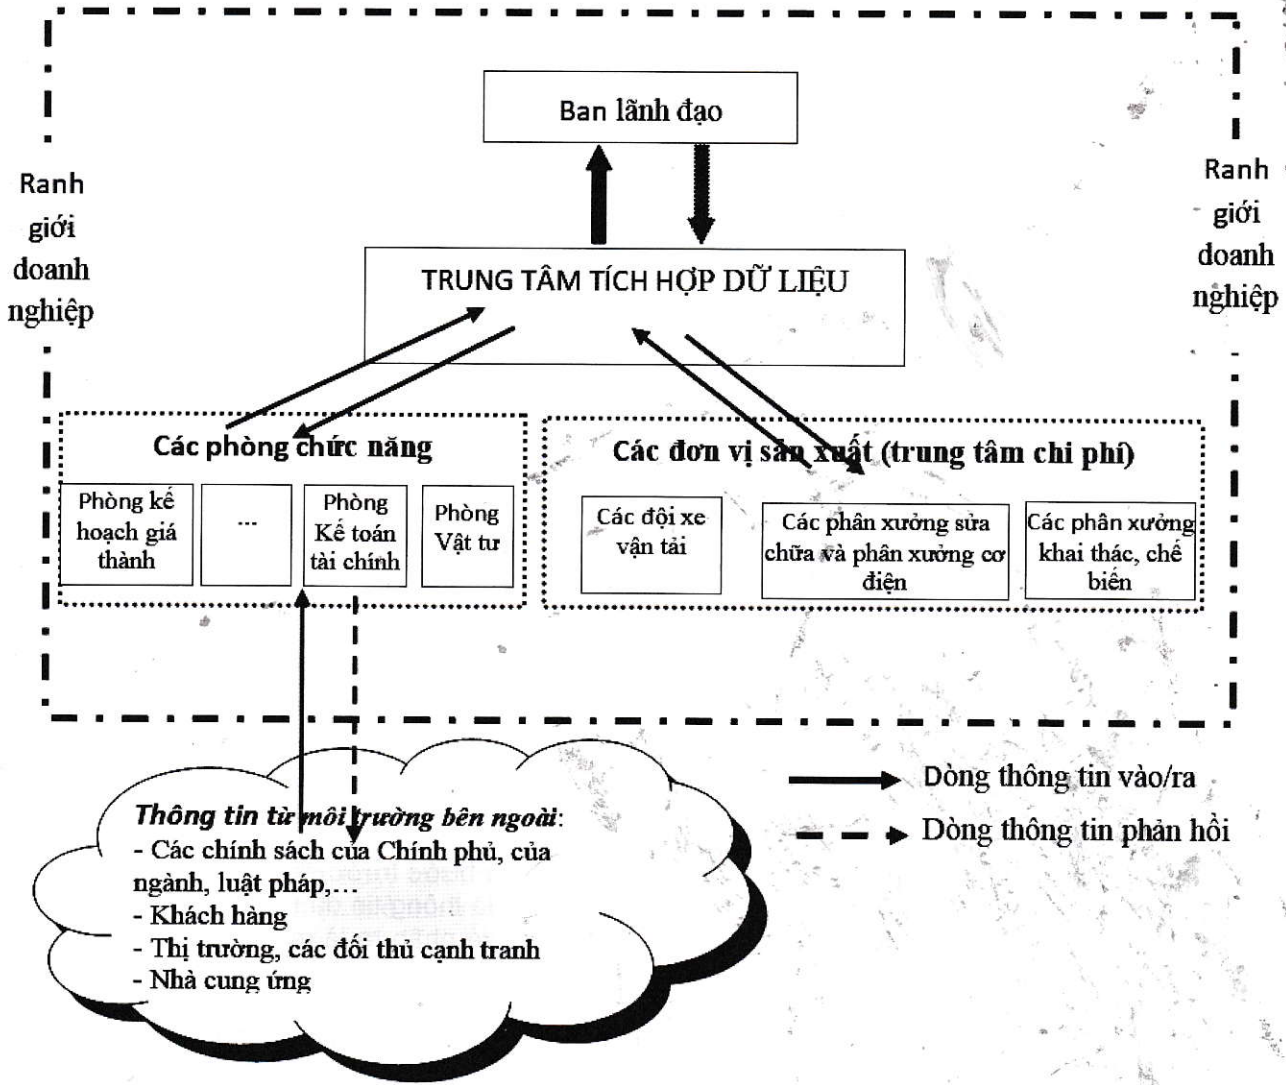 Ban lãnh đạo
Ranh
giới
doanh
nghiệp
Ranh
giới
doanh
nghiệp
TRUNG TÂM TÍCH HỢP DỮ LIỆU
Các phòng chức năng
Phòng kế
hoạch giá
thành
...
Phòng
Kế toán
tài chính
Phòng
Vật tư
Các đơn vị sản xuất (trung tâm chi phí)
Các đội xe
vận tải
Các phân xưởng sửa
chữa và phân xưởng cơ
điện
Các phân xưởng
khai thác, chế
biến
Thông tin từ môi trường bên ngoài:
- Các chính sách của Chính phủ, của
ngành, luật pháp,...
- Khách hàng
- Thị trường, các đối thủ cạnh tranh
- Nhà cung ứng
Dòng thông tin vào/ra
Dòng thông tin phản hồi